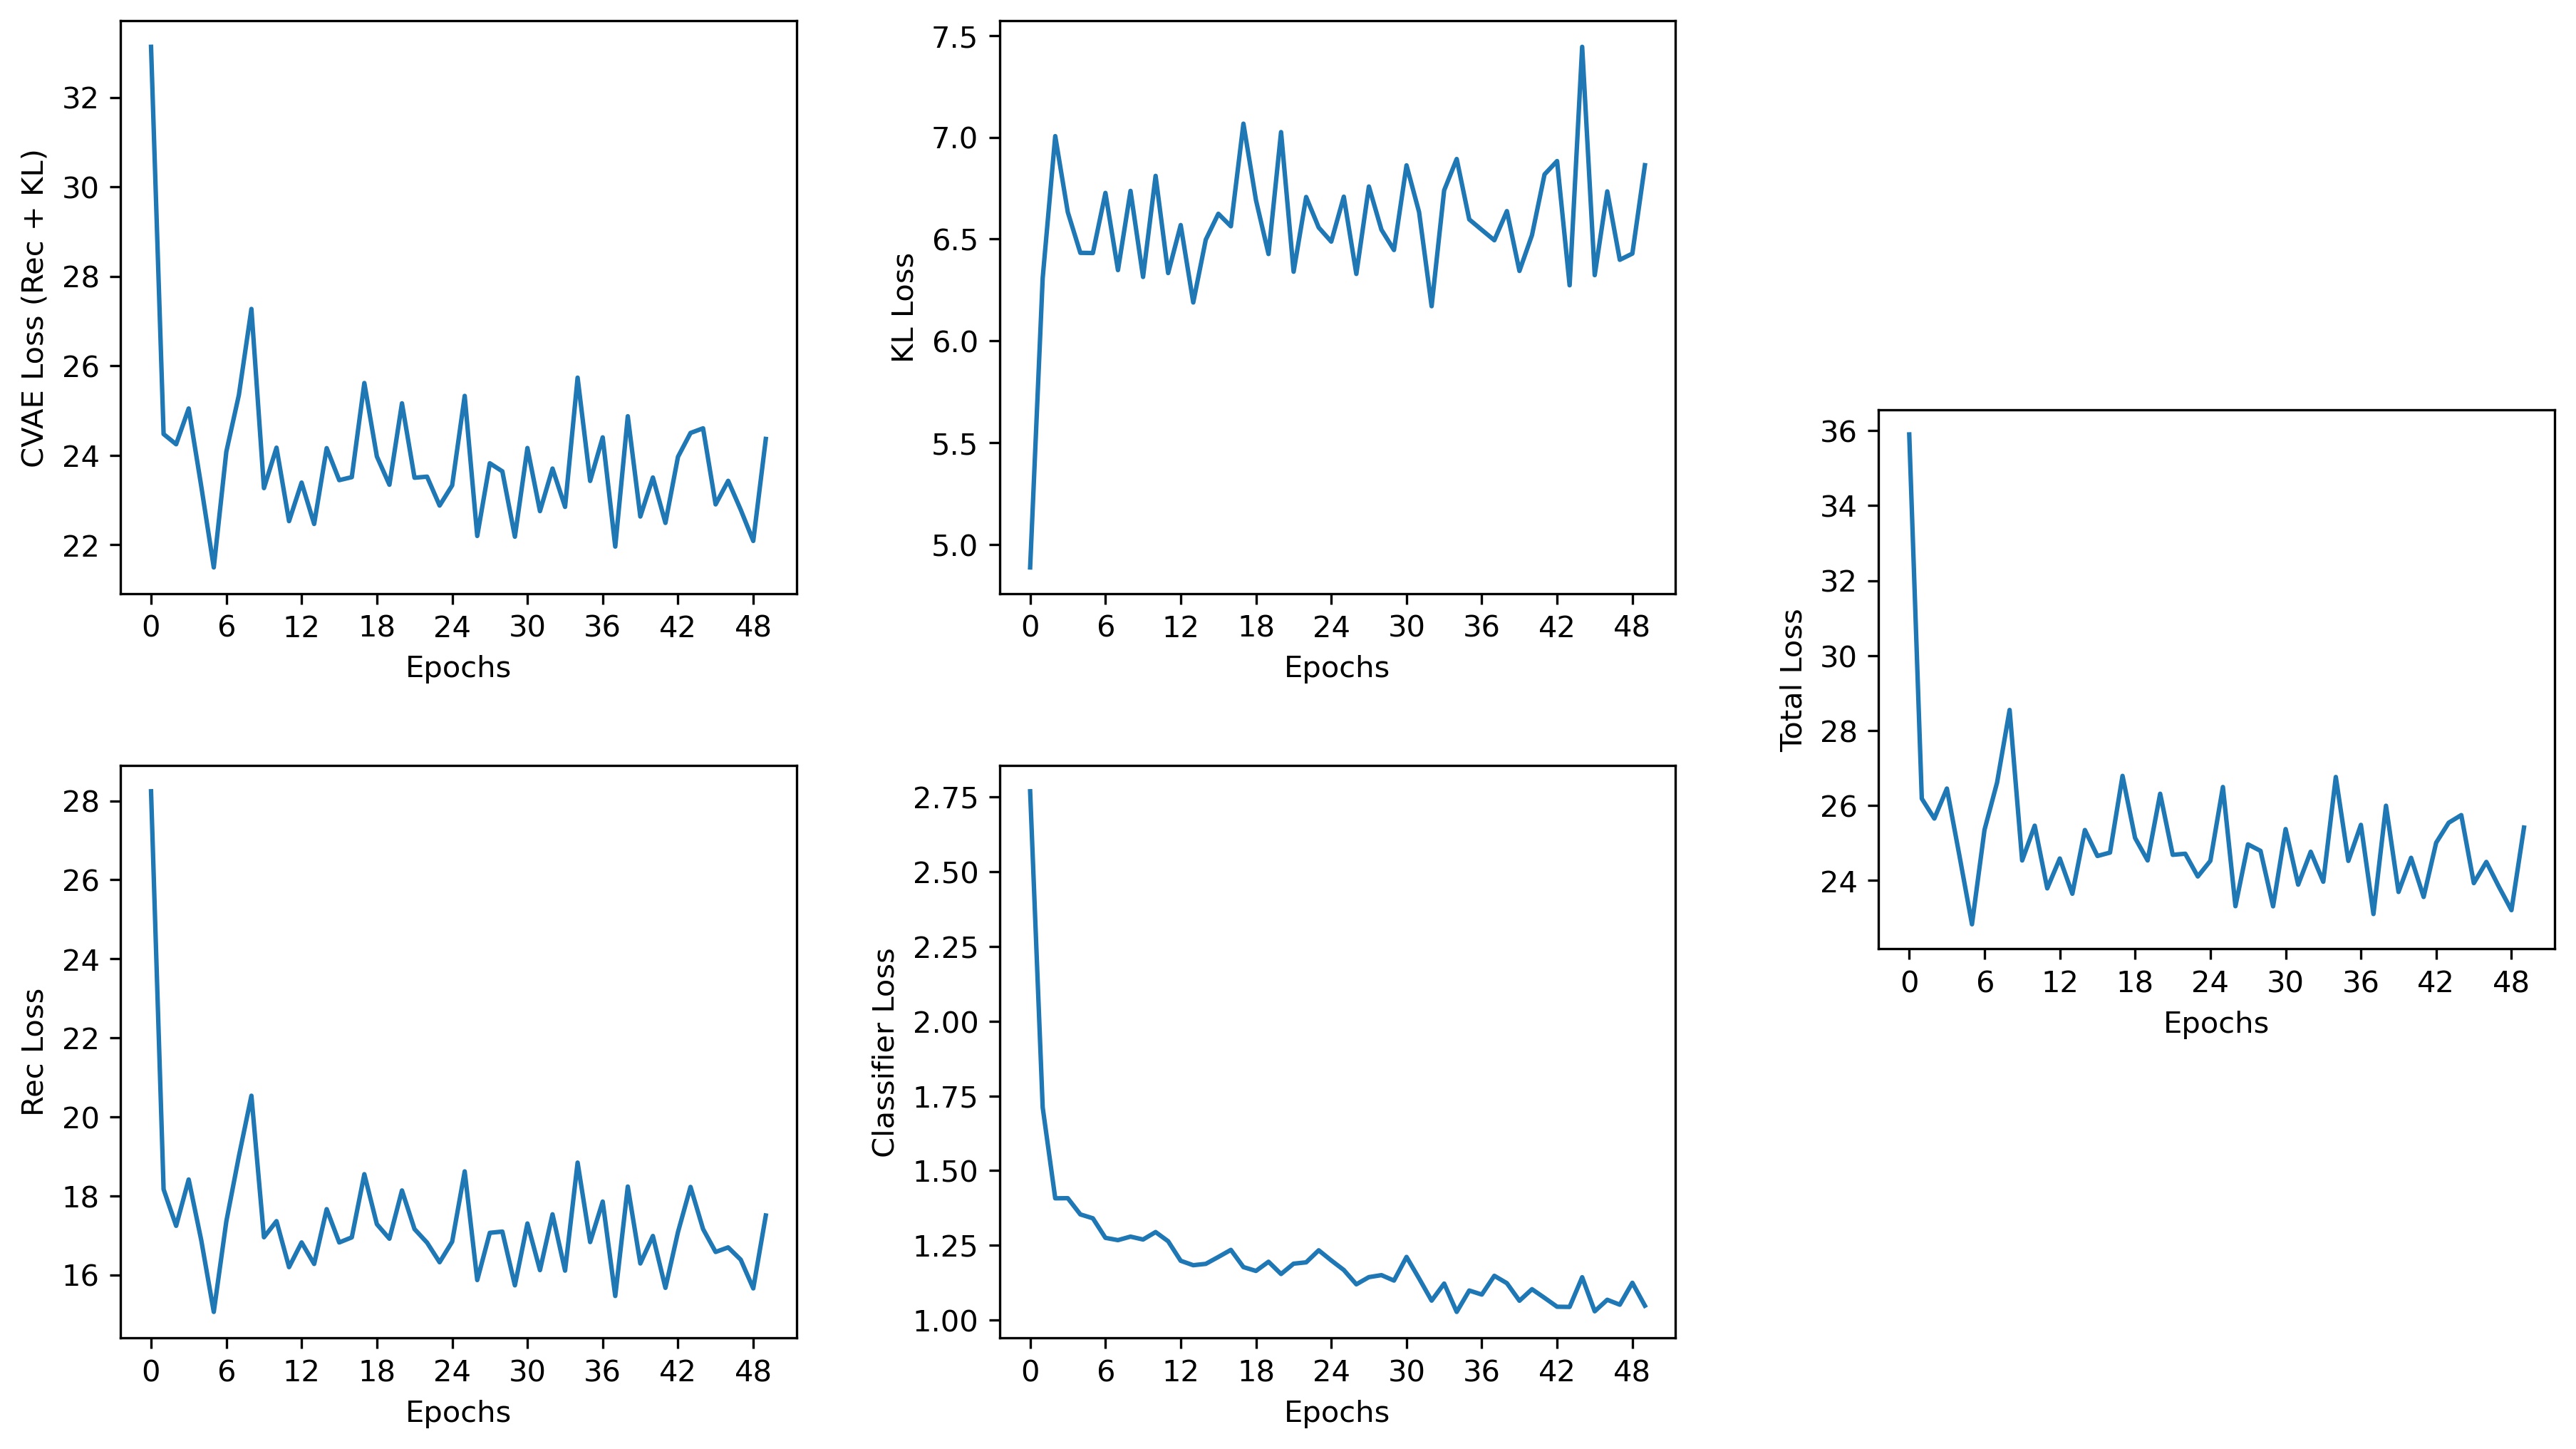 CVAE Loss (Rec + KL)
32
30
28
26
24
22
0 6 12 18 24 30 36 42 48
Epochs
KL Loss
7.5
7.0
6.5
6.0
5.5
5.0
0 6 12 18 24 30 36 42 48
Epochs
Rec Loss
28
26
24
22
20
18
16
0 6 12 18 24 30 36 42 48
Epochs
Classifier Loss
2.75
2.50
2.25
2.00
1.75
1.50
1.25
1.00
0 6 12 18 24 30 36 42 48
Epochs
Total Loss
36
34
32
30
28
26
24
0 6 12 18 24 30 36 42 48
Epochs